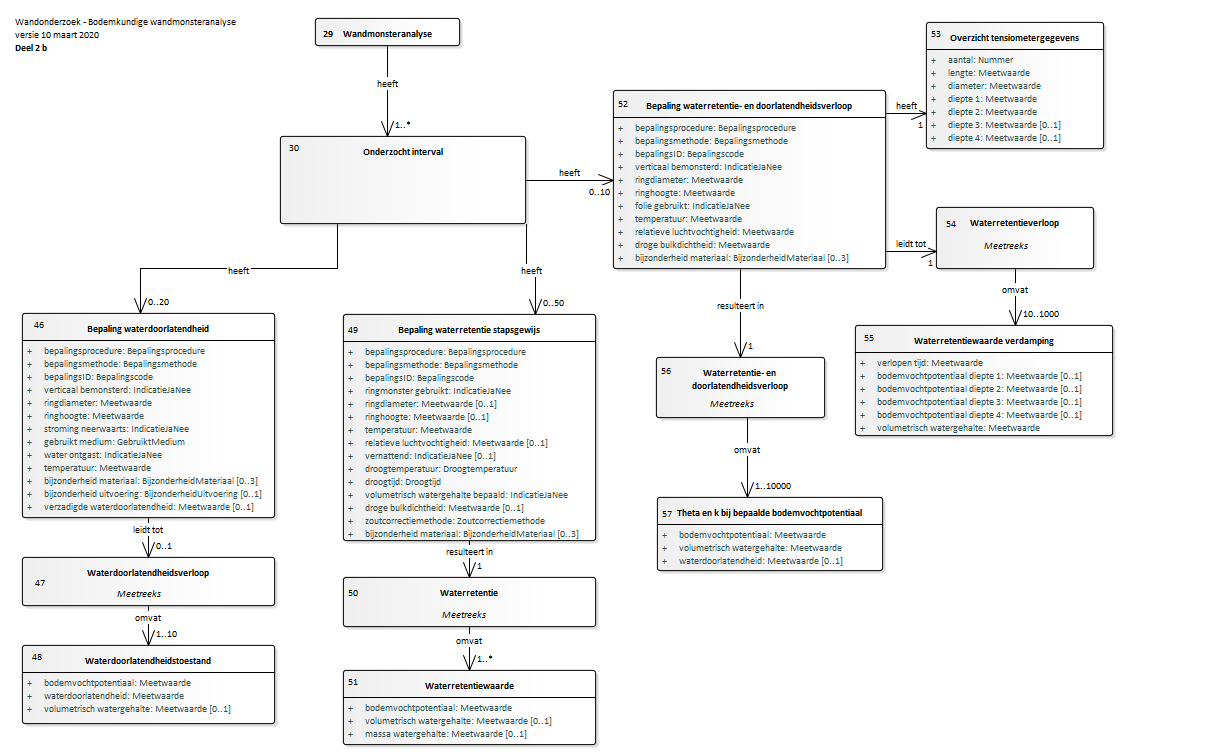 Wandonderzoek - Bodemkundige wandmonsteranalyse
versie 10 maart 2020
Deel 2 b
29 Wandmonsteranalyse
heeft
1..*
30 Onderzocht interval
heeft
0..10
52 Bepaling waterretentie- en doorlatendheidsverloop
+ bepalingsprocedure: Bepalingsprocedure
+ bepalingsmethode: Bepalingsmethode
+ bepalingsID: Bepalingscode
+ verticaal bemonsterd: IndicatieJaNee
+ ringdiameter: Meetwaarde
+ ringhoogte: Meetwaarde
+ folie gebruikt: IndicatieJaNee
+ temperatuur: Meetwaarde
+ relatieve luchtvochtigheid: Meetwaarde
+ droge bulkdichtheid: Meetwaarde
+ bijzonderheid materiaal: BijzonderheidMateriaal [0..3]
heeft
1
53 Overzicht tensiometergegevens
+ aantal: Nummer
+ lengte: Meetwaarde
+ diameter: Meetwaarde
+ diepte 1: Meetwaarde
+ diepte 2: Meetwaarde
+ diepte 3: Meetwaarde [0..1]
+ diepte 4: Meetwaarde [0..1]
leidt tot
1
54 Waterretentieverloop
Meetreeks
omvat
10..1000
55 Waterretentiewaarde verdamping
+ verlopen tijd: Meetwaarde
+ bodemvochtpotentiaal diepte 1: Meetwaarde [0..1]
+ bodemvochtpotentiaal diepte 2: Meetwaarde [0..1]
+ bodemvochtpotentiaal diepte 3: Meetwaarde [0..1]
+ bodemvochtpotentiaal diepte 4: Meetwaarde [0..1]
+ volumetrisch watergehalte: Meetwaarde
resulteert in
1
56 Waterretentie- en
doorlatendheidsverloop
Meetreeks
omvat
1..10000
57 Theta en k bij bepaalde bodemvochtpotentiaal
+ bodemvochtpotentiaal: Meetwaarde
+ volumetrisch watergehalte: Meetwaarde
+ waterdoorlatendheid: Meetwaarde [0..1]
heeft
0..20
46 Bepaling waterdoorlatendheid
+ bepalingsprocedure: Bepalingsprocedure
+ bepalingsmethode: Bepalingsmethode
+ bepalingsID: Bepalingscode
+ verticaal bemonsterd: IndicatieJaNee
+ ringdiameter: Meetwaarde
+ ringhoogte: Meetwaarde
+ stroming neerwaarts: IndicatieJaNee
+ gebruikt medium: GebruiktMedium
+ water ontgast: IndicatieJaNee
+ temperatuur: Meetwaarde
+ bijzonderheid materiaal: BijzonderheidMateriaal [0..3]
+ bijzonderheid uitvoering: BijzonderheidUitvoering [0..1]
+ verzadigde waterdoorlatendheid: Meetwaarde [0..1]
leidt tot
0..1
47 Waterdoorlatendheidsverloop
Meetreeks
omvat
1..10
48 Waterdoorlatendheidstoestand
+ bodemvochtpotentiaal: Meetwaarde
+ waterdoorlatendheid: Meetwaarde
+ volumetrisch watergehalte: Meetwaarde [0..1]
heeft
0..50
49 Bepaling waterretentie stapsgewijs
+ bepalingsprocedure: Bepalingsprocedure
+ bepalingsmethode: Bepalingsmethode
+ bepalingsID: Bepalingscode
+ ringmonster gebruikt: IndicatieJaNee
+ ringdiameter: Meetwaarde [0..1]
+ ringhoogte: Meetwaarde [0..1]
+ temperatuur: Meetwaarde
+ relatieve luchtvochtigheid: Meetwaarde [0..1]
+ vernattend: IndicatieJaNee [0..1]
+ droogtemperatuur: Droogtemperatuur
+ droogtijd: Droogtijd
+ volumetrisch watergehalte bepaald: IndicatieJaNee
+ droge bulkdichtheid: Meetwaarde [0..1]
+ zoutcorrectiemethode: Zoutcorrectiemethode
+ bijzonderheid materiaal: BijzonderheidMateriaal [0..3]
resulteert in
1
50 Waterretentie
Meetreeks
omvat
1..*
51 Waterretentiewaarde
+ bodemvochtpotentiaal: Meetwaarde
+ volumetrisch watergehalte: Meetwaarde [0..1]
+ massa watergehalte: Meetwaarde [0..1]